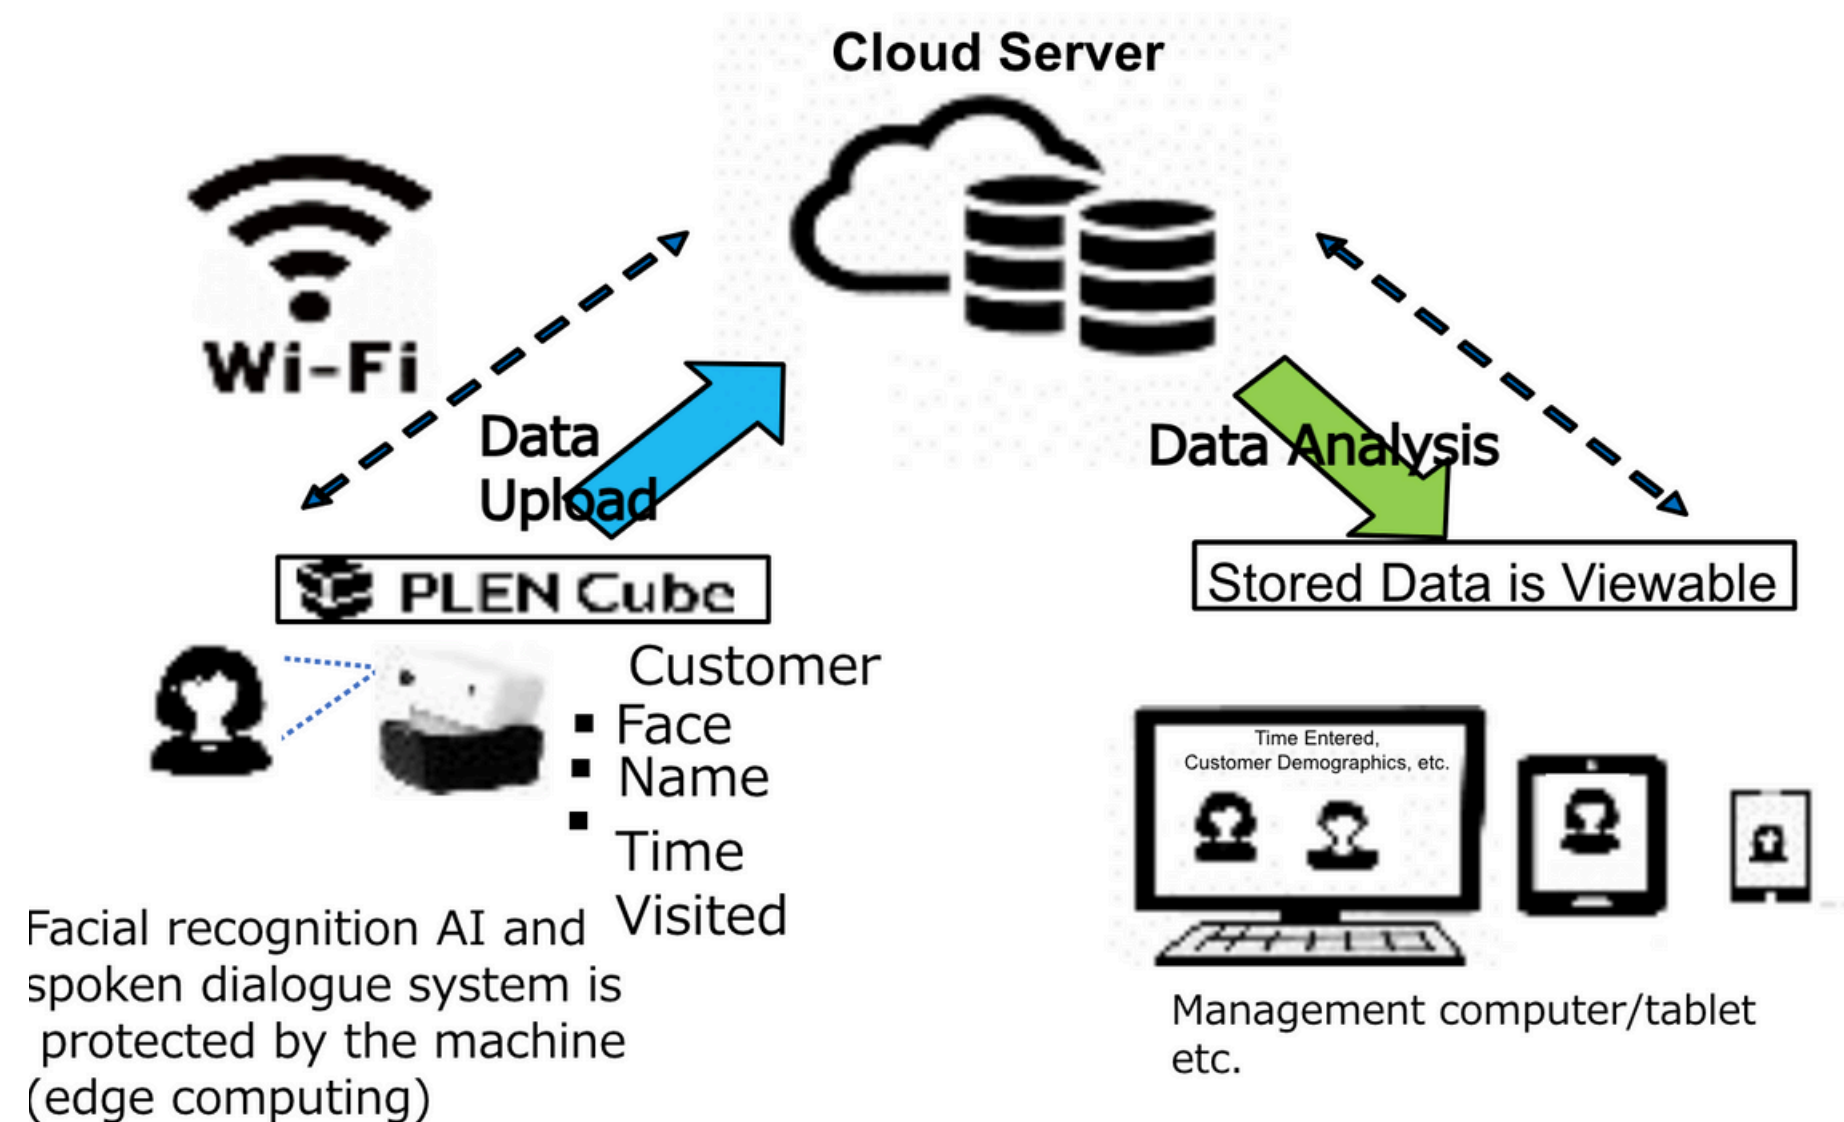 Cloud Server
Wi-Fi
Data
Upload
Data Analysis
PLEN Cube
Stored Data is Viewable
Customer
▪ Face
▪ Name
▪
Time
Visited
Time Entered,
Customer Demographics, etc.
Facial recognition AI and
spoken dialogue system is
protected by the machine
(edge computing)
Management computer/tablet
etc.